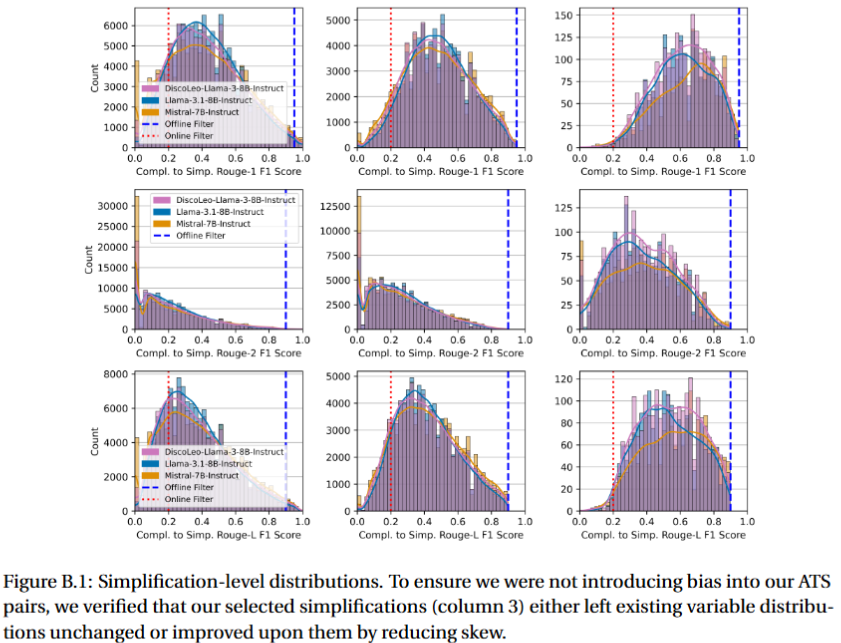 6000
5000
4000
3000
2000
1000
0
Count
DiscoLeo-Llama-3-8B-Instruct
Llama-3.1-8B-Instruct
Mistral-7B-Instruct
Offline Filter
Online Filter
0.0 0.2 0.4 0.6 0.8 1.0
Compl. to Simp. Rouge-1 F1 Score
5000
4000
3000
2000
1000
0
0.0 0.2 0.4 0.6 0.8 1.0
Compl. to Simp. Rouge-1 F1 Score
150
125
100
75
50
25
0
0.0 0.2 0.4 0.6 0.8 1.0
Compl. to Simp. Rouge-1 F1 Score
30000
25000
20000
15000
10000
5000
0
Count
DiscoLeo-Llama-3-8B-Instruct
Llama-3.1-8B-Instruct
Mistral-7B-Instruct
Offline Filter
0.0 0.2 0.4 0.6 0.8 1.0
Compl. to Simp. Rouge-2 F1 Score
12500
10000
7500
5000
2500
0
0.0 0.2 0.4 0.6 0.8 1.0
Compl. to Simp. Rouge-2 F1 Score
125
100
75
50
25
0
0.0 0.2 0.4 0.6 0.8 1.0
Compl. to Simp. Rouge-2 F1 Score
8000
6000
4000
2000
0
Count
DiscoLeo-Llama-3-8B-Instruct
Llama-3.1-8B-Instruct
Mistral-7B-Instruct
Offline Filter
Online Filter
0.0 0.2 0.4 0.6 0.8 1.0
Compl. to Simp. Rouge-L F1 Score
5000
4000
3000
2000
1000
0
0.0 0.2 0.4 0.6 0.8 1.0
Compl. to Simp. Rouge-L F1 Score
120
100
80
60
40
20
0
0.0 0.2 0.4 0.6 0.8 1.0
Compl. to Simp. Rouge-L F1 Score
Figure B.1: Simplification-level distributions. To ensure we were not introducing bias into our ATS
pairs, we verified that our selected simplifications (column 3) either left existing variable distribu-
tions unchanged or improved upon them by reducing skew.